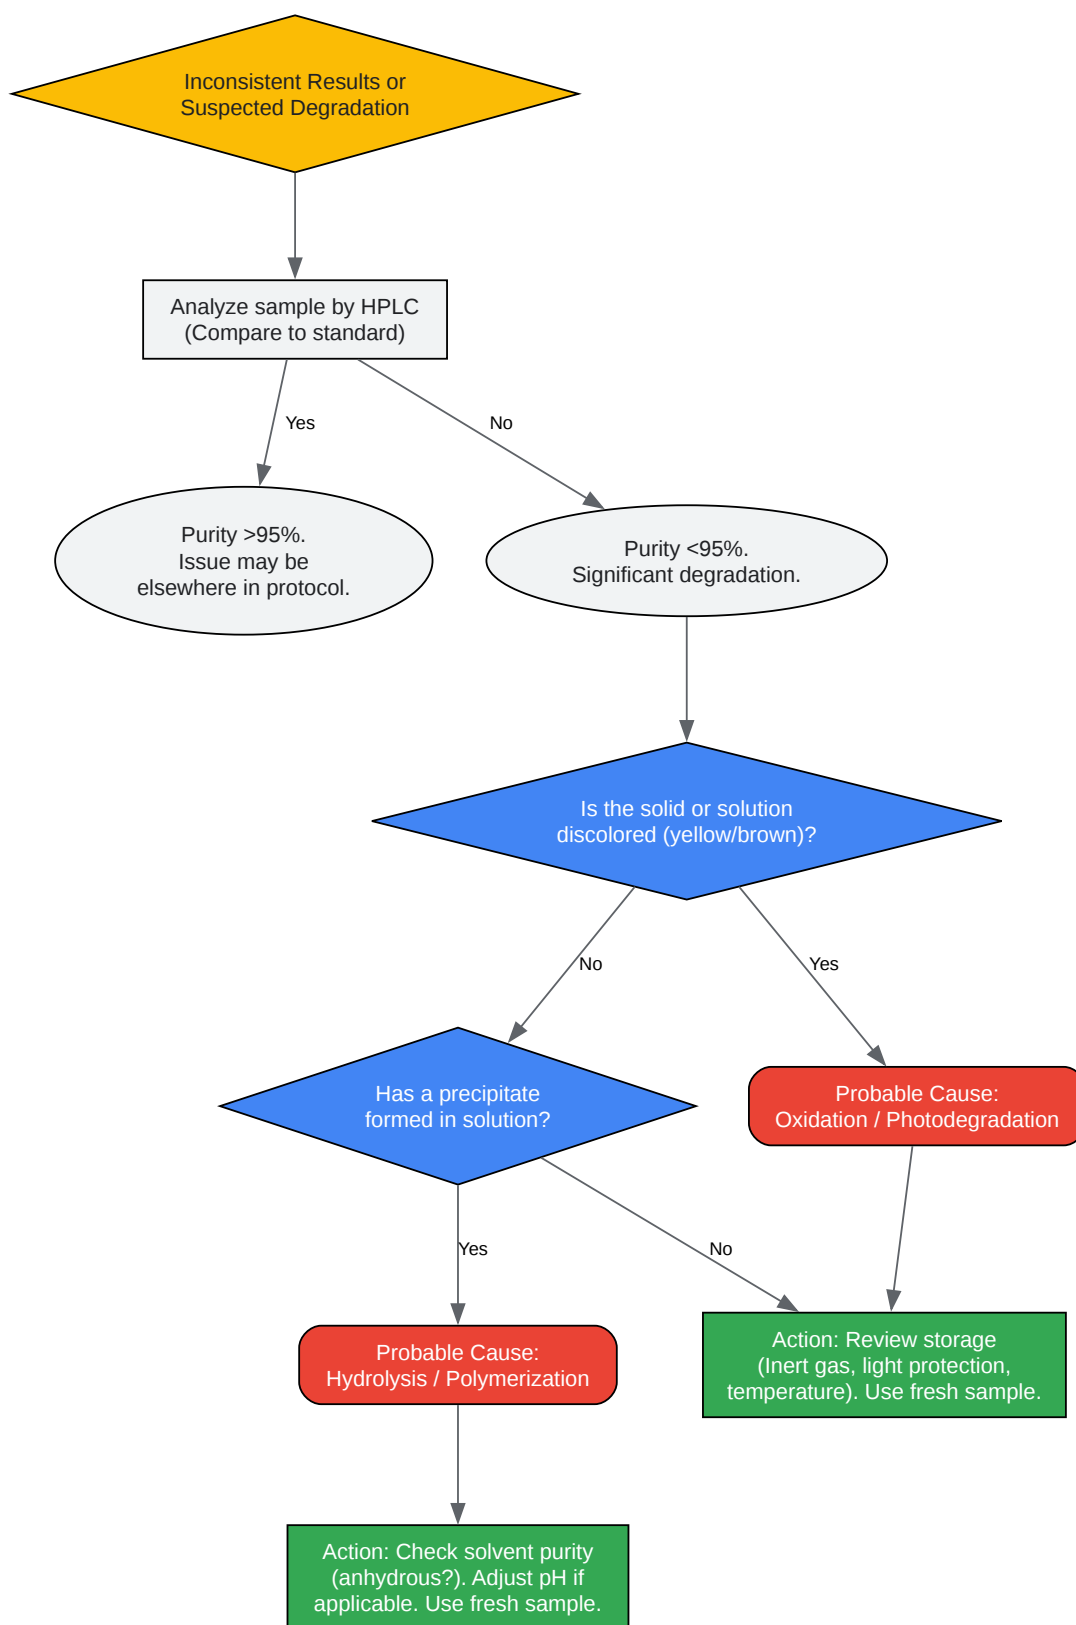 Inconsistent Results or
Suspected Degradation
Analyze sample by HPLC
(Compare to standard)
Yes
No
Purity >95%.
Issue may be
elsewhere in protocol.
Purity <95%.
Significant degradation.
Is the solid or solution
discolored (yellow/brown)?
No
Yes
Has a precipitate
formed in solution?
Probable Cause:
Oxidation / Photodegradation
Yes
No
Probable Cause:
Hydrolysis / Polymerization
Action: Review storage
(Inert gas, light protection,
temperature). Use fresh sample.
Action: Check solvent purity
(anhydrous?). Adjust pH if
applicable. Use fresh sample.